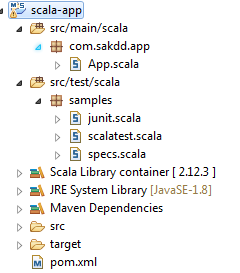 scala-app
src/main/scala
com.sakdd.app
App.scala
src/test/scala
samples
junit.scala
scalatest.scala
specs.scala
Scala Library container [ 2.12.3 ]
JRE System Library [JavaSE-1.8]
Maven Dependencies
src
target
pom.xml